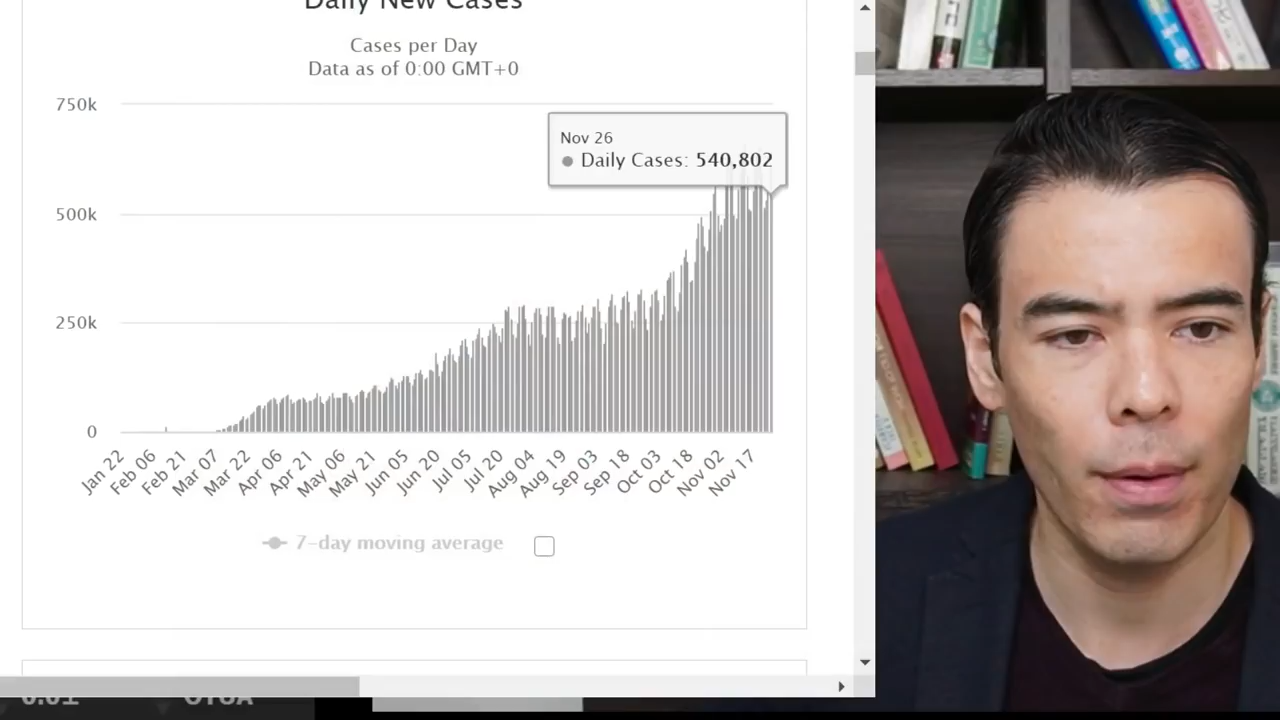 Daily New Cases
Cases per Day
Data as of 0:00 GMT+0
750k
500k
250k
0
Nov 26
Daily Cases: 540,802
Jan 22
Feb 06
Feb 21
Mar 07
Mar 22
Apr 06
Apr 21
May 06
May 21
Jun 05
Jun 20
Jul 05
Jul 20
Aug 04
Aug 19
Sep 03
Sep 18
Oct 03
Oct 18
Nov 02
Nov 17
7-day moving average